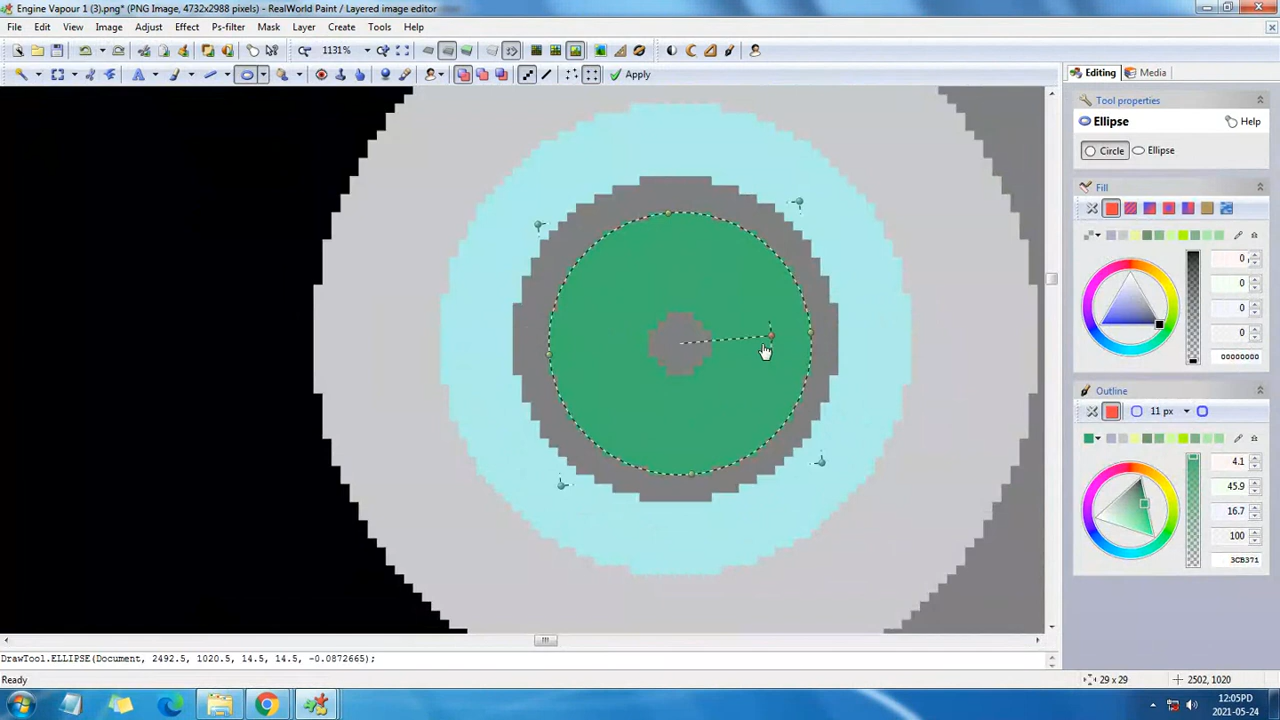 Engine Vapour 1 (3).png* (PNG Image, 4732x2988 pixels) - RealWorld Paint / Layered image editor
File Edit View Image Adjust Effect Ps-filter Mask Layer Create Tools Help
1131%
Apply
Editing Media
Tool properties
Ellipse Help
Circle Ellipse
Fill
0
0
0
0
00000000
Outline
11 px
4.1
45.9
16.7
100
3CB371
DrawTool.ELLIPSE(Document, 2492.5, 1020.5, 14.5, 14.5, -0.0872665);
Ready 29 x 29 2502, 1020
12:05PD
2021-05-24